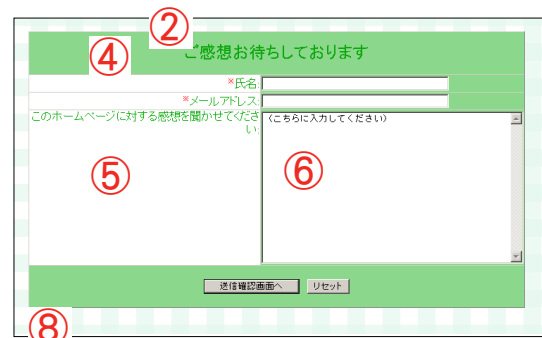 ②
④
ご感想お待ちしております
*氏名:
*メールアドレス:
このホームページに対する感想を聞かせてくださ
い:
(こちらに入力してください)
⑤
⑥
送信確認画面へ リセット
⑧